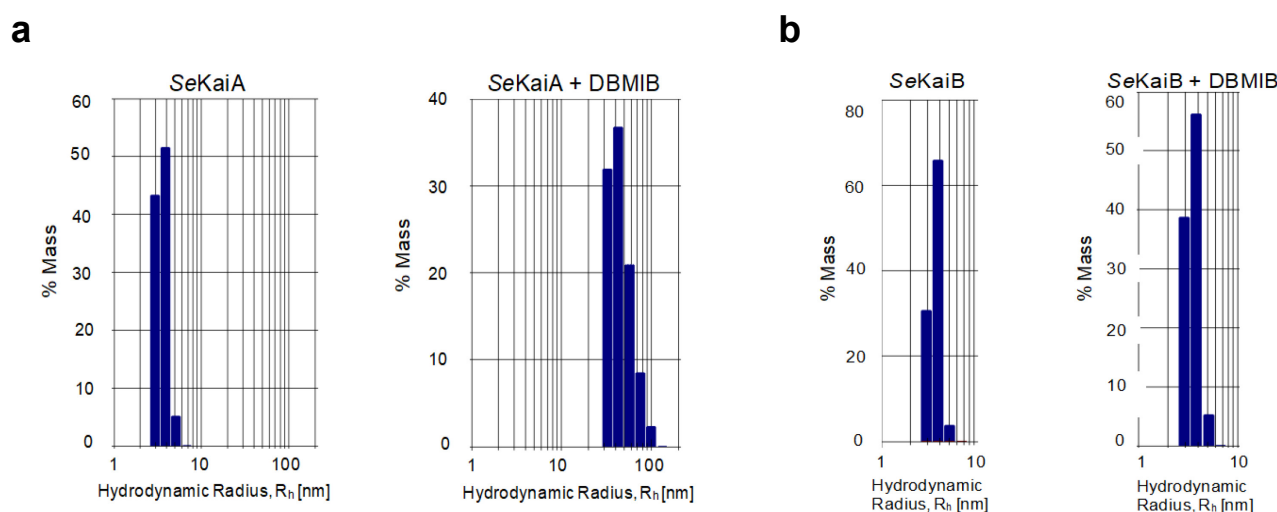 a
b
SeKaiA
SeKaiA + DBMIB
SeKaiB
SeKaiB + DBMIB
% Mass
60
50
40
30
20
10
0
1
10
100
Hydrodynamic Radius, Rh [nm]
% Mass
40
30
20
10
0
1
10
100
Hydrodynamic Radius, Rh [nm]
% Mass
80
60
40
20
0
1
10
Hydrodynamic
Radius, Rh [nm]
% Mass
60
50
40
30
20
10
0
1
10
Hydrodynamic
Radius, Rh [nm]